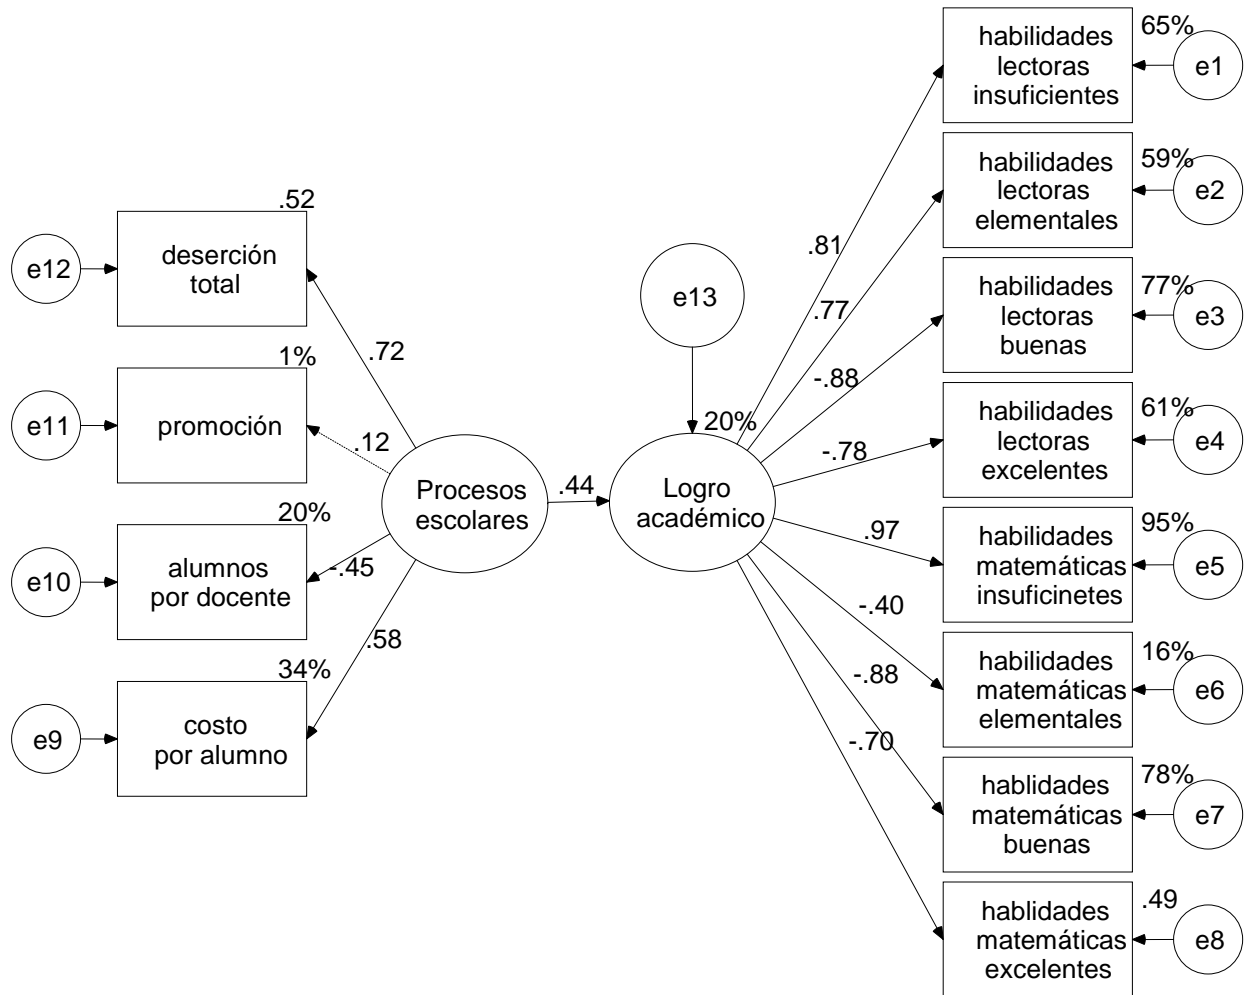 .52
e12
deserción
total
.72
1%
e11
promoción
.12
20%
e10
alumnos
por docente
-.45
34%
e9
costo
por alumno
.58
Procesos
escolares
.44
e13
20%
Logro
académico
.81
.77
-.88
-.78
.97
-.40
-.88
-.70
65%
habilidades
lectoras
insuficientes
e1
59%
habilidades
lectoras
elementales
e2
77%
habilidades
lectoras
buenas
e3
61%
habilidades
lectoras
excelentes
e4
95%
habilidades
matemáticas
insuficinetes
e5
16%
habilidades
matemáticas
elementales
e6
78%
hablidades
matemáticas
buenas
e7
.49
hablidades
matemáticas
excelentes
e8